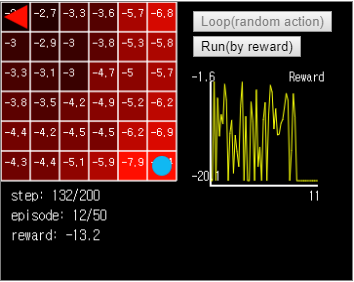 -2,7 -3,3 -3,6 -5,7 -6,8
-3 -2,9 -3 -3,8 -5,3 -5,8
-3,3 -3,1 -3 -4,7 -5 -5,7
-3,8 -3,5 -4,2 -4,9 -5,2 -6,2
-4,4 -4,2 -4,5 -4,5 -6,2 -6,9
-4,3 -4,4 -5,1 -5,9 -7,9
Loop(random action)
Run(by reward)
-1.6
Reward
-20.1
11
step: 132/200
episode: 12/50
reward: -13.2